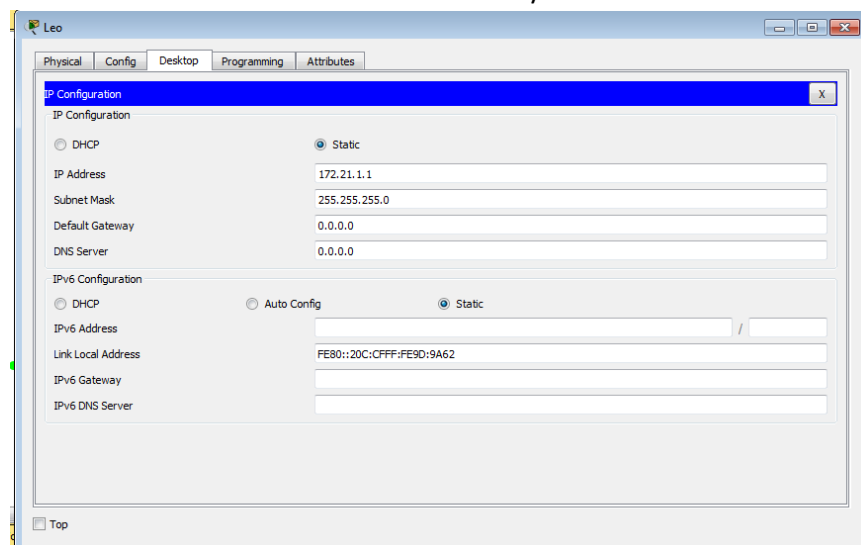 Leo
Physical Config Desktop Programming Attributes
IP Configuration X
IP Configuration
DHCP Static
IP Address 172.21.1.1
Subnet Mask 255.255.255.0
Default Gateway 0.0.0.0
DNS Server 0.0.0.0
IPv6 Configuration
DHCP Auto Config Static
IPv6 Address /
Link Local Address FE80::20C:CFFF:FE9D:9A62
IPv6 Gateway
IPv6 DNS Server
Top